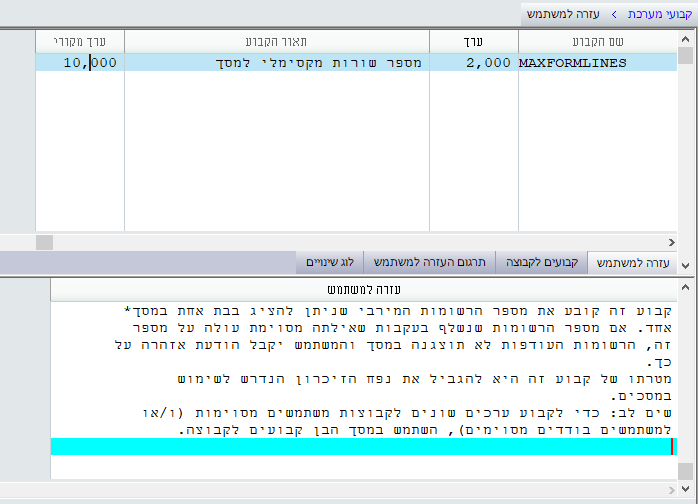 קבועי מערכת > עזרה למשתמש
שם הקבוע ערך תאור הקבוע ערך מקורי
MAXFORMLINES 2,000 מספר שורות מקסימלי למסך 10,000
עזרה למשתמש קבועים לקבוצה תרגום העזרה למשתמש לוג שינויים
עזרה למשתמש
קבוע זה קובע את מספר הרשומות המירבי שניתן להציג בבת אחת במסך*
אחד. אם מספר הרשומות שנשלף בעקבות שאילתה מסוימת עולה על מספר
זה, הרשומות העודפות לא תוצגנה במסך והמשתמש יקבל הודעת אזהרה על
כך.
מטרתו של קבוע זה היא להגביל את נפח הזיכרון הנדרש לשימוש
במסכים.
שים לב: כדי לקבוע ערכים שונים לקבוצות משתמשים מסוימות (ו/או
למשתמשים בודדים מסוימים), השתמש במסך הבן קבועים לקבוצה.